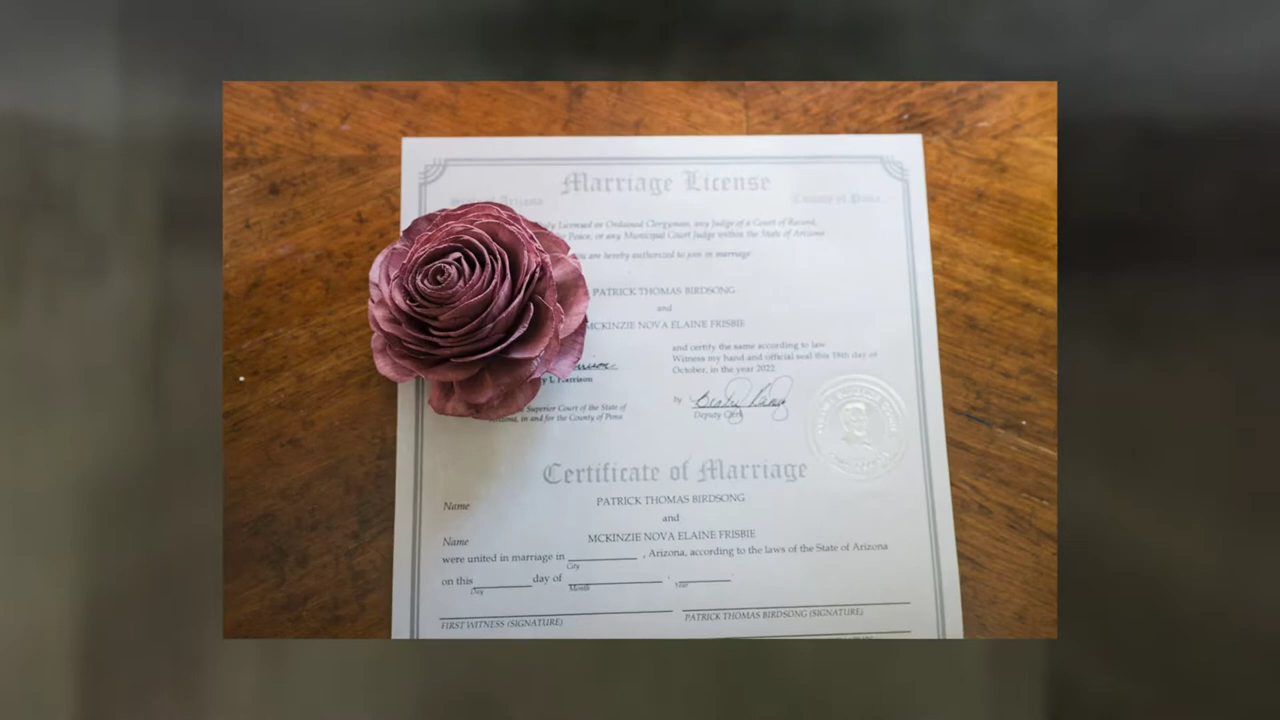 Marriage License
State of Arizona County of Pima
Licensed or Ordained Clergyman, any Judge of a Court of Record,
Peace, or any Municipal Court Judge within the State of Arizona
you are hereby authorized to join in marriage
PATRICK THOMAS BIRDSONG
and
MCKINZIE NOVA ELAINE FRISBIE
and certify the same according to law.
Witness my hand and official seal this 19th day of
October, in the year 2022
L Harrison
by
Deputy Clerk
Superior Court of the State of
Arizona, in and for the County of Pima
Certificate of Marriage
Name PATRICK THOMAS BIRDSONG
and
Name MCKINZIE NOVA ELAINE FRISBIE
were united in marriage in , Arizona, according to the laws of the State of Arizona
City
on this day of ,
Day Month Year
FIRST WITNESS (SIGNATURE) PATRICK THOMAS BIRDSONG (SIGNATURE)